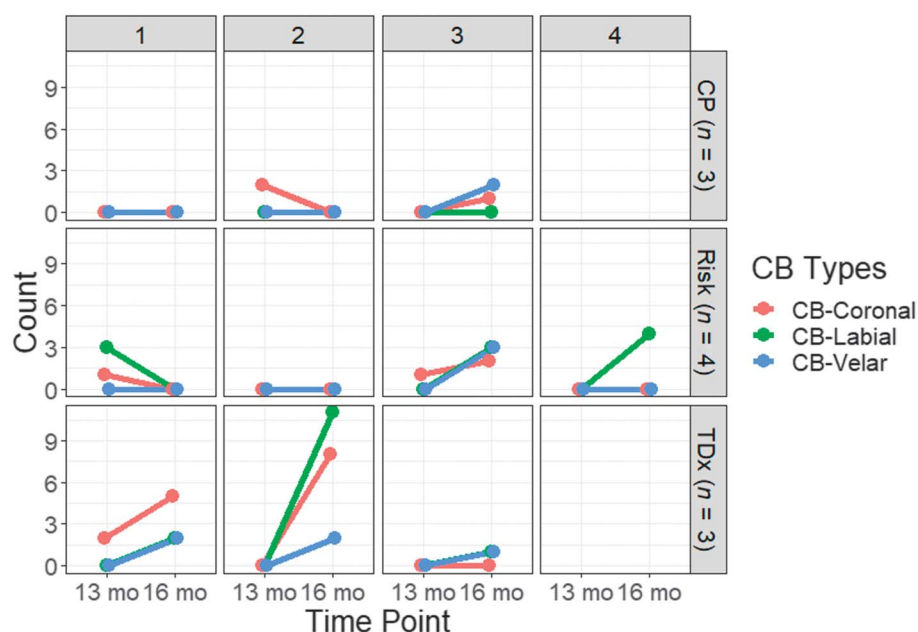 1 2 3 4
9
6
3
0
CP (n = 3)
9
6
3
0
Risk (n = 4)
9
6
3
0
TDx (n = 3)
Count
13 mo 16 mo 13 mo 16 mo 13 mo 16 mo 13 mo 16 mo
Time Point
CB Types
CB-Coronal
CB-Labial
CB-Velar